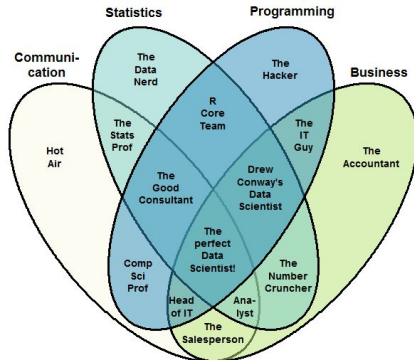 Statistics
Programming
Communi-
cation
Business
The
Data
Nerd
The
Hacker
R
Core
Team
The
Stats
Prof
The
IT
Guy
Hot
Air
The
Accountant
The
Good
Consultant
Drew
Conway's
Data
Scientist
The
perfect
Data
Scientist!
Comp
Sci
Prof
The
Number
Cruncher
Head
of IT
Ana-
lyst
The
Salesperson